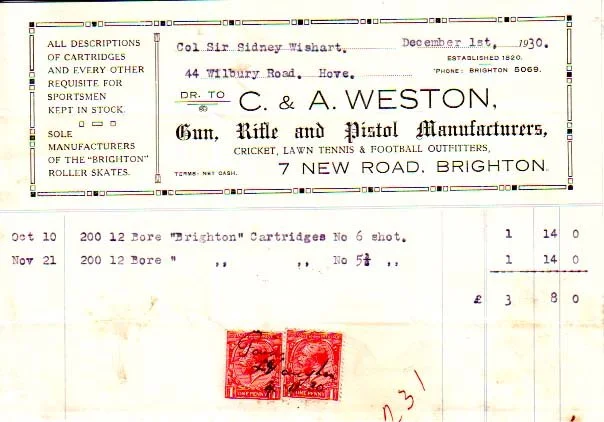 ALL DESCRIPTIONS
OF CARTRIDGES
AND EVERY OTHER
REQUISITE FOR
SPORTSMEN
KEPT IN STOCK.
SOLE
MANUFACTURERS
OF THE "BRIGHTON"
ROLLER SKATES.
Col Sir Sidney Wishart. December 1st, 1930.
ESTABLISHED 1820.
44 Wilbury Road. Hove. 'PHONE: BRIGHTON 5069.
DR. TO C. & A. WESTON,
Gun, Rifle and Pistol Manufacturers,
CRICKET, LAWN TENNIS & FOOTBALL OUTFITTERS,
TERMS: NET CASH. 7 NEW ROAD, BRIGHTON.
Oct 10 200 12 Bore "Brighton" Cartridges No 6 shot. 1 14 0
Nov 21 200 12 Bore " ,, ,, No 5½ ,, 1 14 0
£ 3 8 0
ONE PENNY ONE PENNY
231